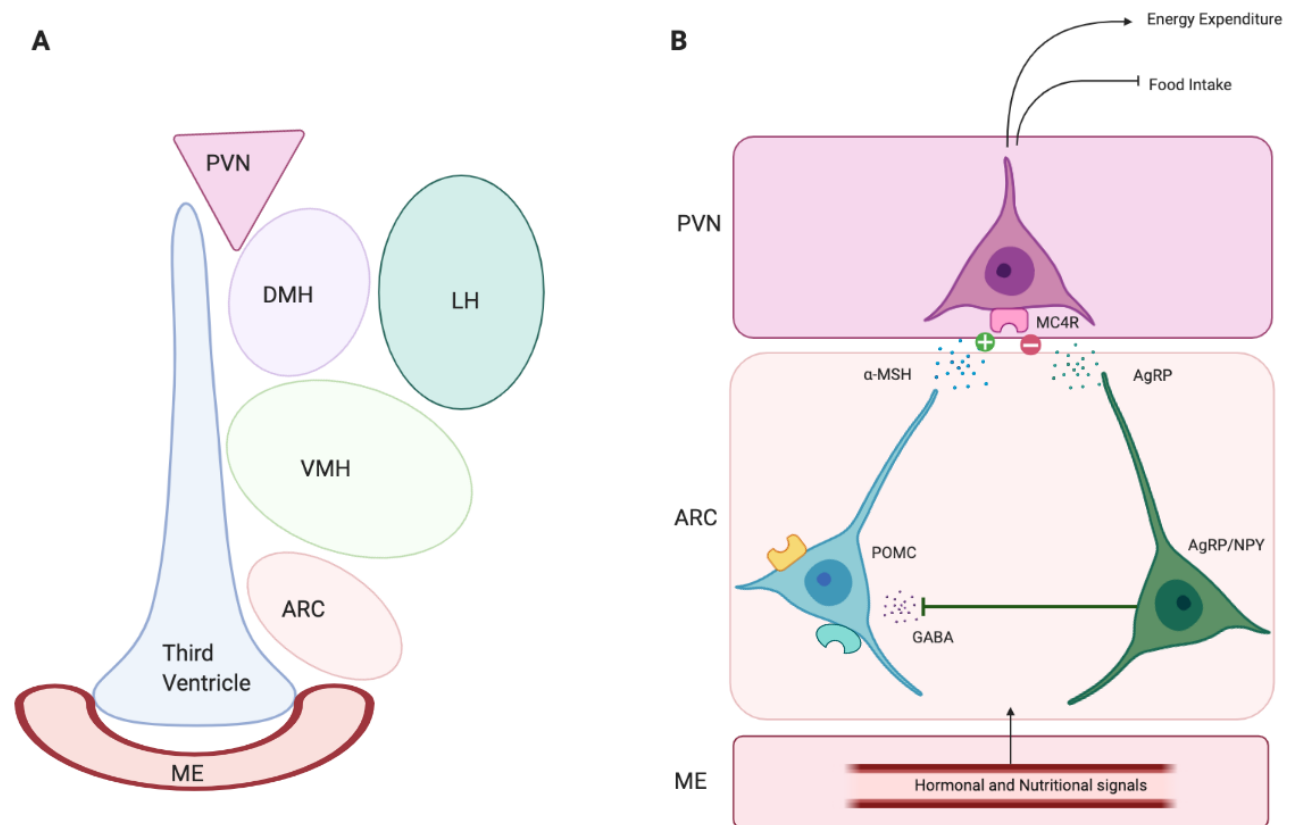 A
PVN
DMH
LH
VMH
ARC
Third
Ventricle
ME
B
Energy Expenditure
Food Intake
PVN
MC4R
α-MSH
AgRP
ARC
POMC
AgRP/NPY
GABA
ME
Hormonal and Nutritional signals